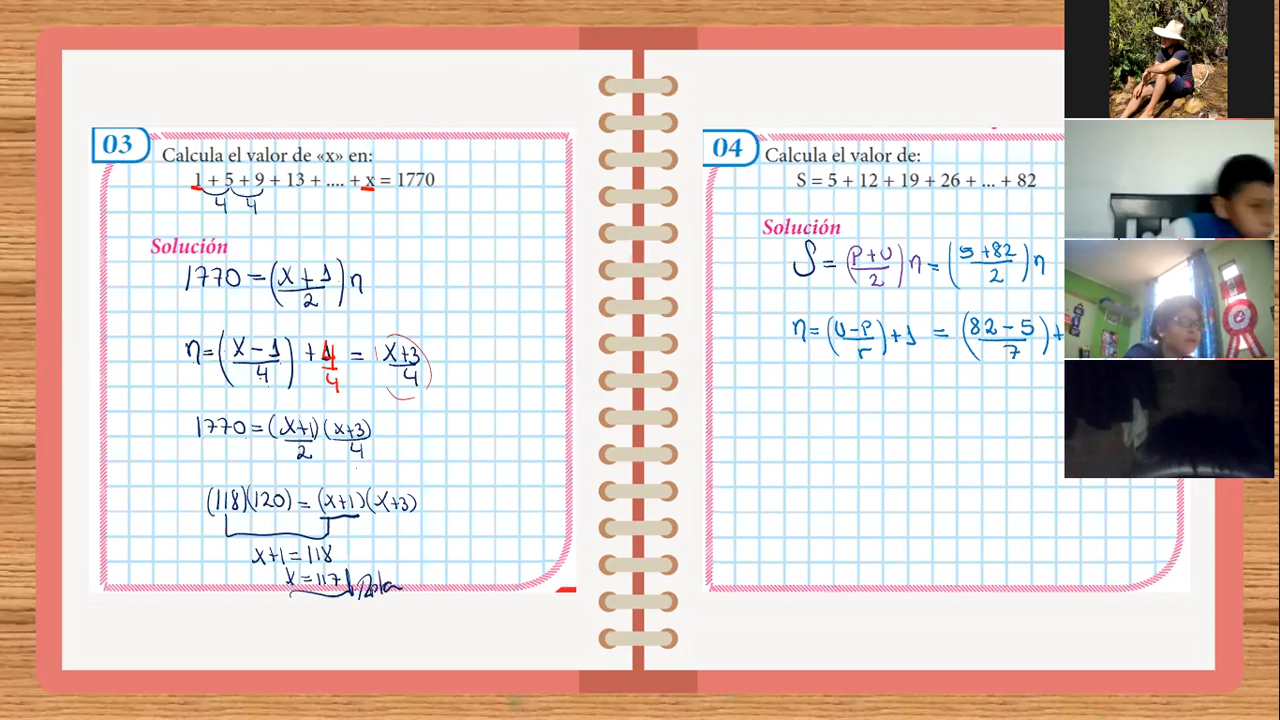 03
Calcula el valor de «x» en:
1 + 5 + 9 + 13 + .... + x = 1770
4 4
Solución
1770 = (x + 1 / 2) n
n = (x - 1 / 4) + 4/4 = x+3 / 4
1770 = (x+1 / 2)(x+3 / 4)
(118)(120) = (x+1)(x+3)
x+1 = 118
x = 117
04
Calcula el valor de:
S = 5 + 12 + 19 + 26 + ... + 82
Solución
S = (P + U / 2) n = (5 + 82 / 2) n
n = (U - P / r) + 1 = (82 - 5 / 7) +